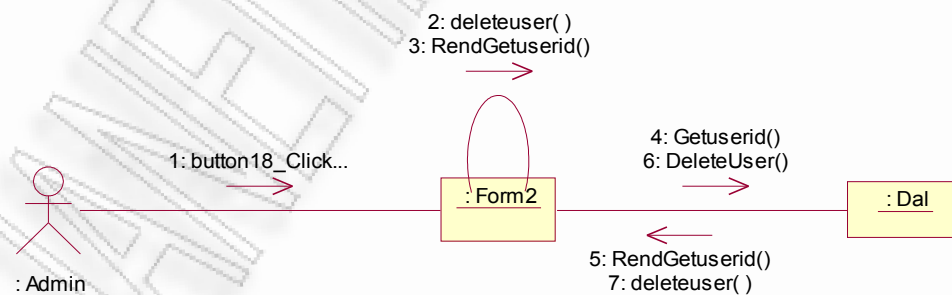 2: deleteuser( )
3: RendGetuserid()
1: button18_Click...
4: Getuserid()
6: DeleteUser()
: Form2
: Dal
5: RendGetuserid()
7: deleteuser( )
: Admin